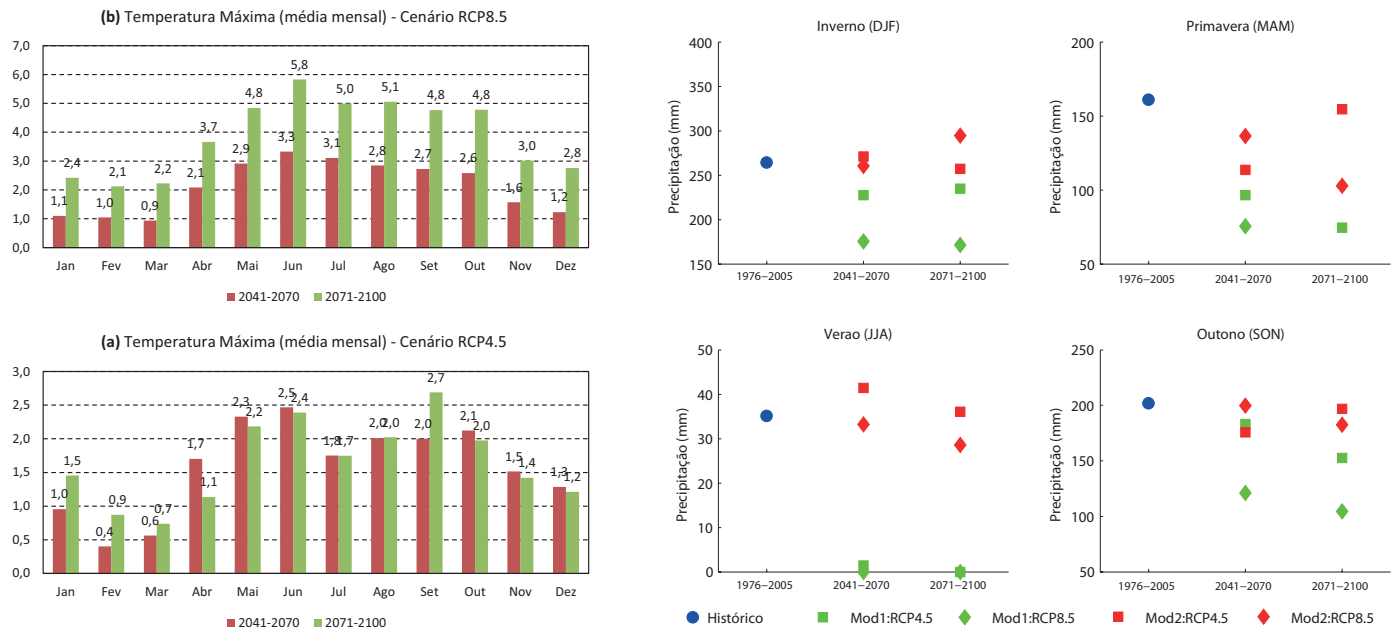 (b) Temperatura Máxima (média mensal) - Cenário RCP8.5
7,0
6,0
5,0
4,0
3,0
2,0
1,0
0,0
2,4 2,1 2,2 3,7 4,8 5,8 5,0 5,1 4,8 4,8 3,0 2,8
1,1 1,0 0,9 2,1 2,9 3,3 3,1 2,8 2,7 2,6 1,6 1,2
Jan Fev Mar Abr Mai Jun Jul Ago Set Out Nov Dez
2041-2070 2071-2100
(a) Temperatura Máxima (média mensal) - Cenário RCP4.5
3,0
2,5
2,0
1,5
1,0
0,5
0,0
1,0 0,4 0,6 1,7 2,3 2,5 1,8 2,0 2,0 2,1 1,5 1,3
1,5 0,9 0,7 1,1 2,2 2,4 1,7 2,0 2,7 2,0 1,4 1,2
Jan Fev Mar Abr Mai Jun Jul Ago Set Out Nov Dez
2041-2070 2071-2100
Inverno (DJF)
Precipitação (mm)
400
350
300
250
200
150
1976−2005 2041−2070 2071−2100
Primavera (MAM)
Precipitação (mm)
200
150
100
50
1976−2005 2041−2070 2071−2100
Verao (JJA)
Precipitação (mm)
50
40
30
20
10
0
1976−2005 2041−2070 2071−2100
Outono (SON)
Precipitação (mm)
250
200
150
100
50
1976−2005 2041−2070 2071−2100
Histórico Mod1:RCP4.5 Mod1:RCP8.5 Mod2:RCP4.5 Mod2:RCP8.5